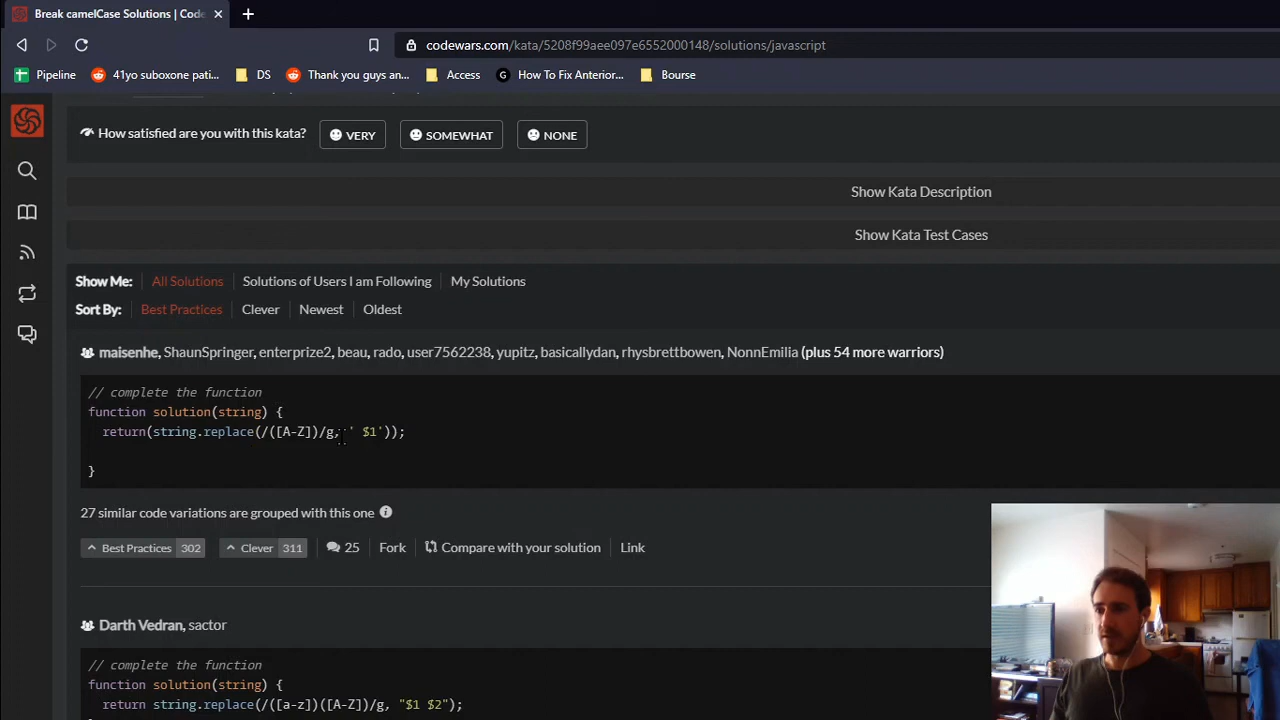 Break camelCase Solutions | Code
codewars.com/kata/5208f99aee097e6552000148/solutions/javascript
Pipeline 41yo suboxone pati... DS Thank you guys an... Access How To Fix Anterior... Bourse
How satisfied are you with this kata? VERY SOMEWHAT NONE
Show Kata Description
Show Kata Test Cases
Show Me: All Solutions Solutions of Users I am Following My Solutions
Sort By: Best Practices Clever Newest Oldest
maisenhe, ShaunSpringer, enterprize2, beau, rado, user7562238, yupitz, basicallydan, rhysbrettbowen, NonnEmilia (plus 54 more warriors)
// complete the function
function solution(string) {
return(string.replace(/([A-Z])/g, ' $1'));
}
27 similar code variations are grouped with this one
Best Practices 302 Clever 311 25 Fork Compare with your solution Link
Darth Vedran, sactor
// complete the function
function solution(string) {
return string.replace(/([a-z])([A-Z])/g, "$1 $2");